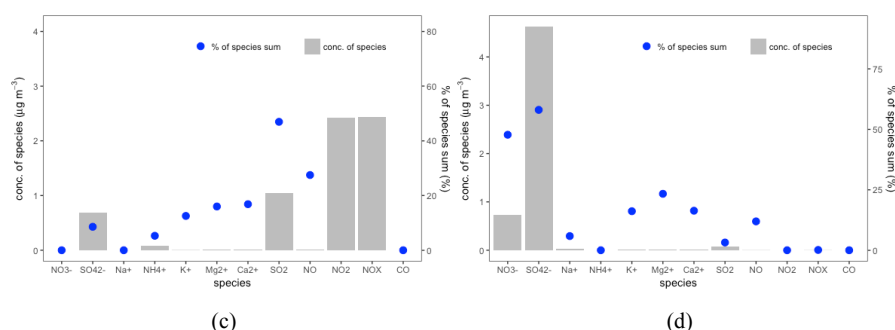 % of species sum conc. of species
conc. of species (µg m⁻³)
4
3
2
1
0
80
60
40
20
0
% of species sum (%)
NO3- SO42- Na+ NH4+ K+ Mg2+ Ca2+ SO2 NO NO2 NOX CO
species
(c)
% of species sum conc. of species
conc. of species (µg m⁻³)
4
3
2
1
0
75
50
25
0
% of species sum (%)
NO3- SO42- Na+ NH4+ K+ Mg2+ Ca2+ SO2 NO NO2 NOX CO
species
(d)